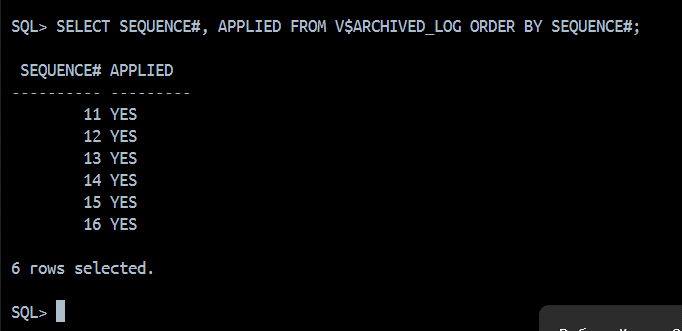 SQL> SELECT SEQUENCE#, APPLIED FROM V$ARCHIVED_LOG ORDER BY SEQUENCE#;
 SEQUENCE# APPLIED
---------- ---------
        11 YES
        12 YES
        13 YES
        14 YES
        15 YES
        16 YES
6 rows selected.
SQL>